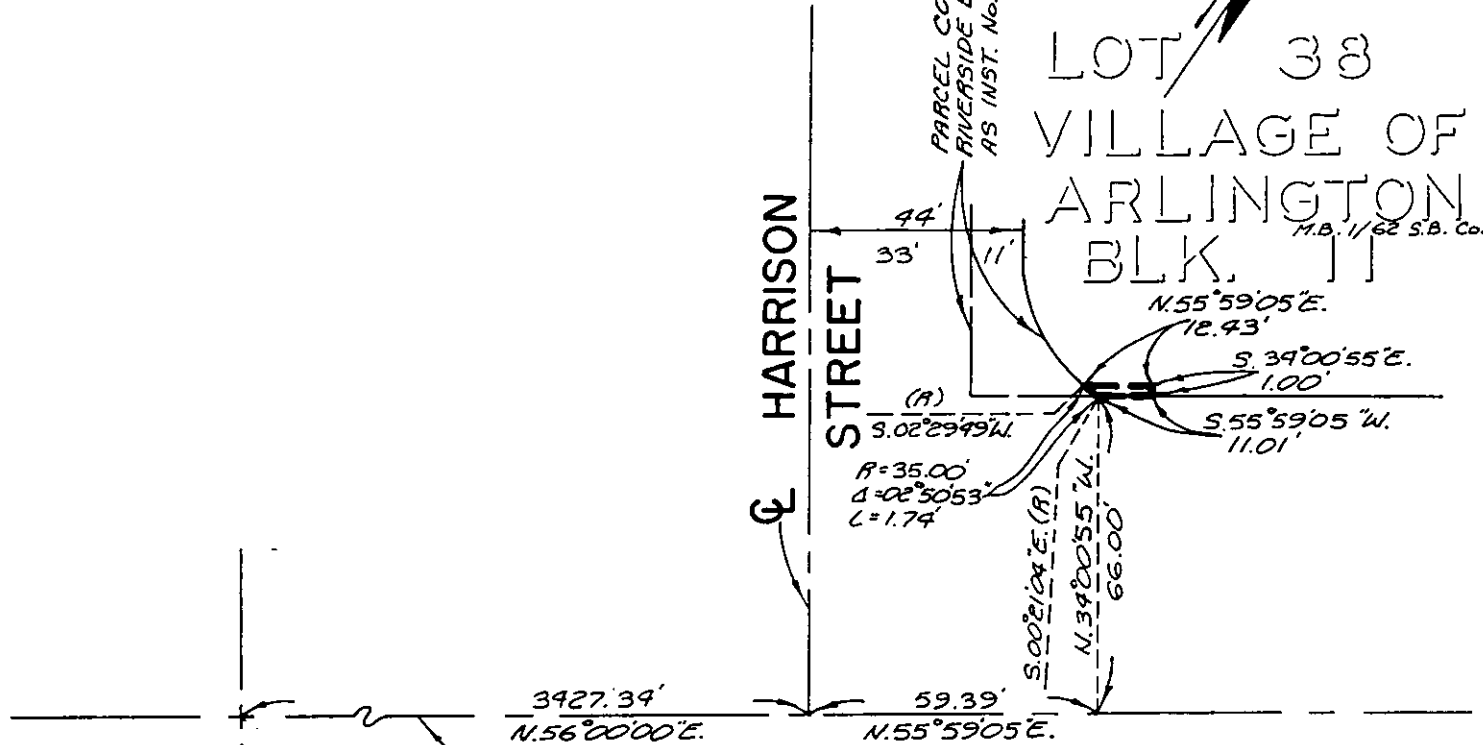 PARCEL CO
RIVERSIDE
AS INST. No.
LOT 38
VILLAGE OF
ARLINGTON
M.B. 1/62 S.B. Co.
BLK. 11
HARRISON
STREET
44'
33'
11'
N.55°59'05"E.
12.43'
S.34°00'55"E.
1.00'
(R)
S.02°29'49"W.
S.55°59'05"W.
11.01'
R=35.00'
Δ=02°50'53"
L=1.74'
℄
S.00°21'04"E.(R)
N.34°00'55"W.
66.00'
3427.34'
N.56°00'00"E.
59.39'
N.55°59'05"E.